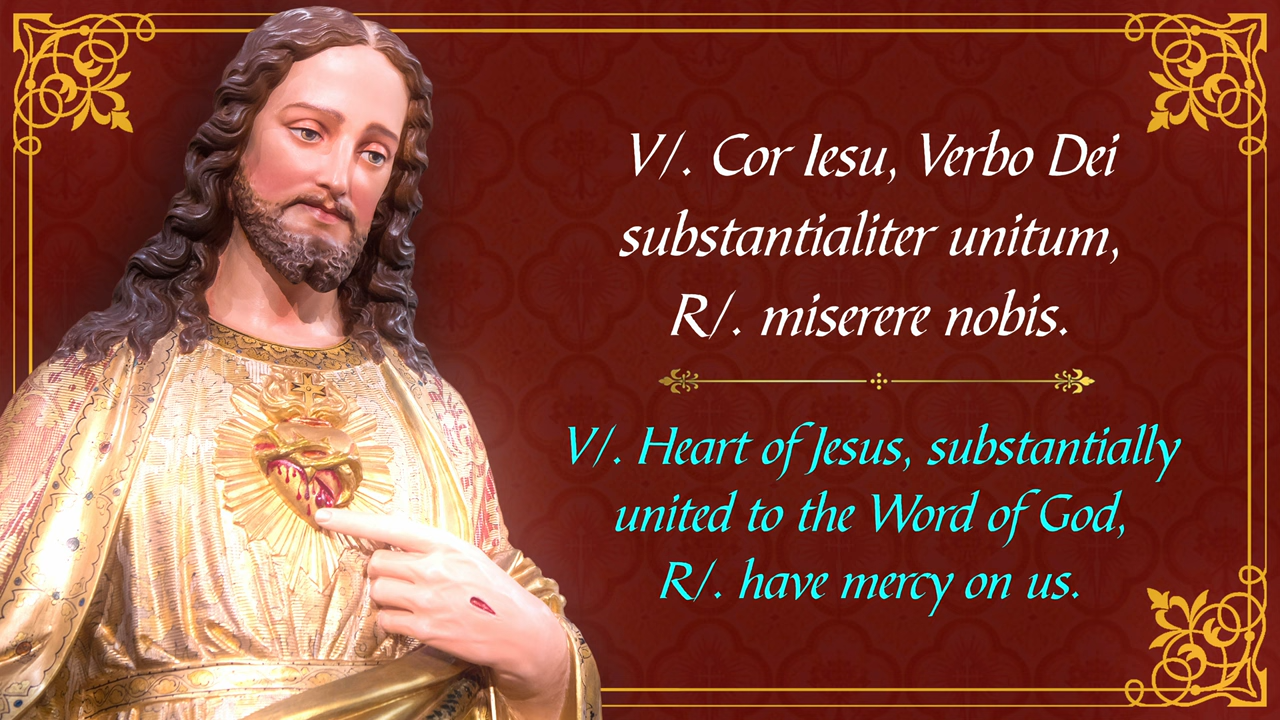 V/. Cor Iesu, Verbo Dei
substantialiter unitum,
R/. miserere nobis.
V/. Heart of Jesus, substantially
united to the Word of God,
R/. have mercy on us.